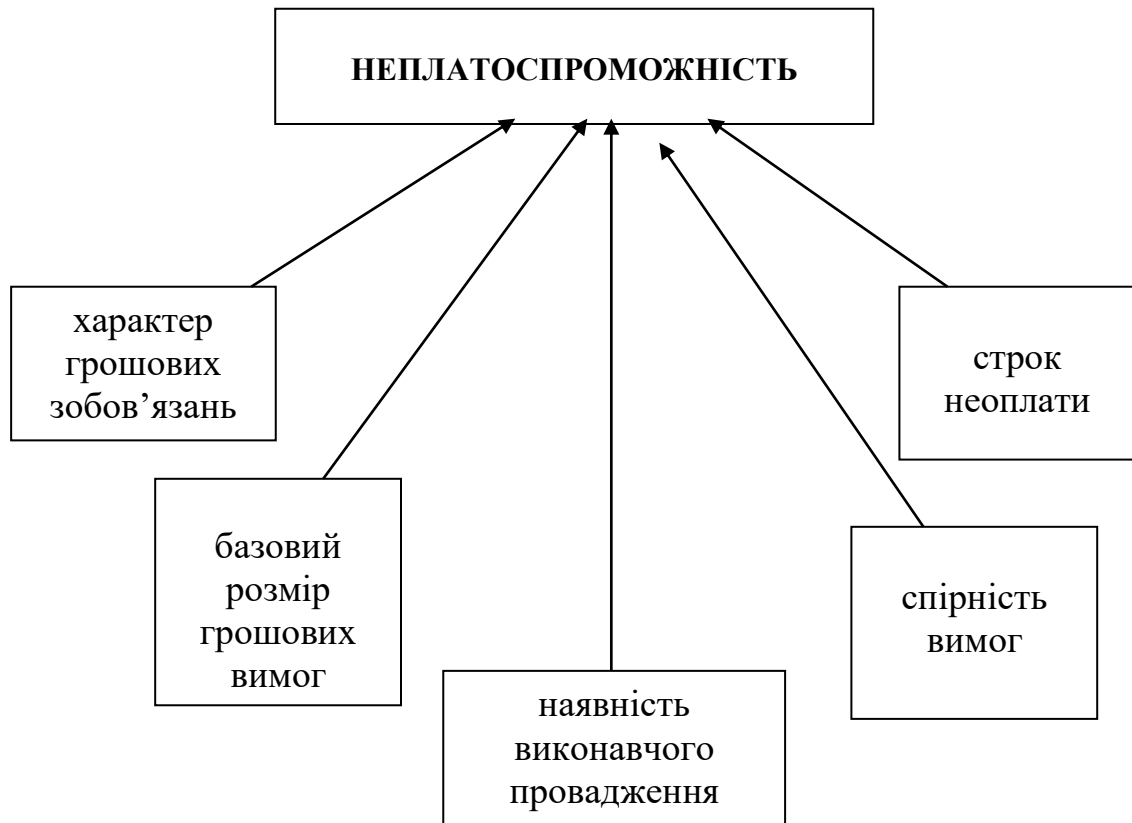 НЕПЛАТОСПРОМОЖНІСТЬ
характер
грошових
зобов’язань
базовий
розмір
грошових
вимог
наявність
виконавчого
провадження
спірність
вимог
строк
неоплати